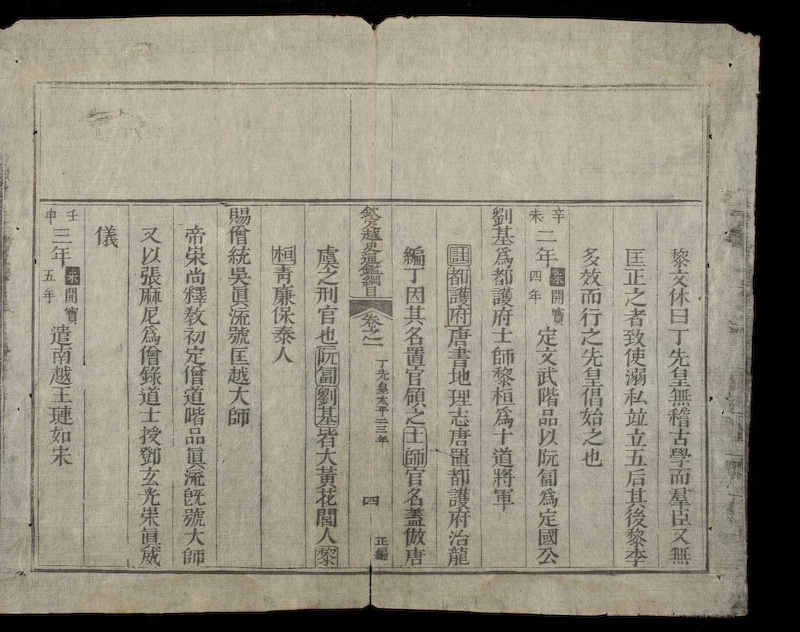 黎文休曰丁先皇無稽古學而羣臣又無
匡正之者致使溺私竝立五后其後黎李
多效而行之先皇倡始之也
辛未二年宋開寶四年定文武階品以阮匐爲定國公
劉基爲都護府士師黎桓爲十道將軍
註都護府唐書地理志唐置都護府治龍
編丁因其名置官領之士師官名蓋倣唐
欽定越史通鑑綱目 卷之一 丁先皇太平二三年 四 正編
虞之刑官也阮匐劉基皆大黃花閭人黎
桓靑廉保泰人
賜僧統吳眞流號匡越大師
帝崇尚釋敎初定僧道階品眞流旣號大師
又以張麻尼爲僧錄道士授鄧玄光崇眞威
儀
壬申三年宋開寶五年遣南越王璉如宋